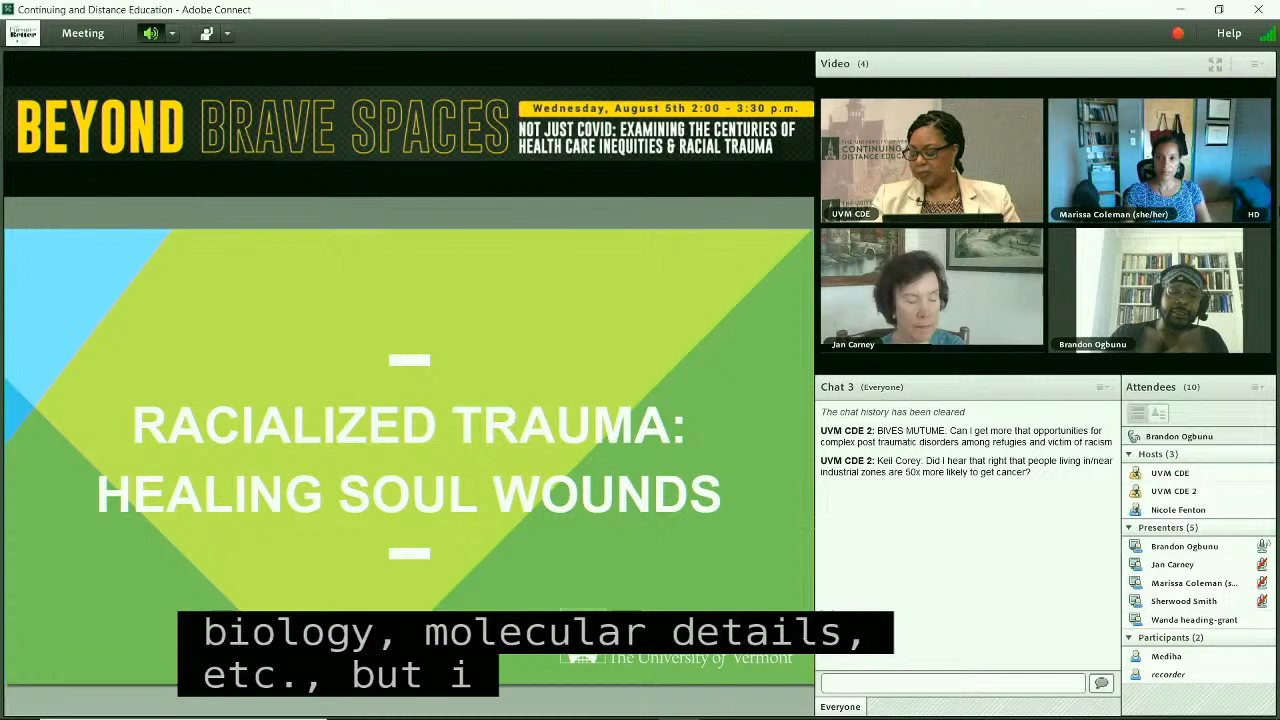 Continuing and Distance Education - Adobe Connect
Meeting
Help
BEYOND BRAVE SPACES
Wednesday, August 5th 2:00 - 3:30 p.m.
NOT JUST COVID: EXAMINING THE CENTURIES OF
HEALTH CARE INEQUITIES & RACIAL TRAUMA
RACIALIZED TRAUMA:
HEALING SOUL WOUNDS
biology, molecular details,
etc., but i
The University of Vermont
Video (4)
UVM CDE
Marissa Coleman (she/her)
HD
Jan Carney
Brandon Ogbunu
Chat 3 (Everyone)
The chat history has been cleared
UVM CDE 2: BIVES MUTUME. Can I get more that opportunities for
complex post traumatic disorders among refugies and victim of racism
UVM CDE 2: Keil Corey. Did I hear that right that people living in/near
industrial zones are 50x more likely to get cancer?
Everyone
Attendees (10)
Brandon Ogbunu
Hosts (3)
UVM CDE
UVM CDE 2
Nicole Fenton
Presenters (5)
Brandon Ogbunu
Jan Carney
Marissa Coleman (s...
Sherwood Smith
Wanda heading-grant
Participants (2)
Mediha
recorder